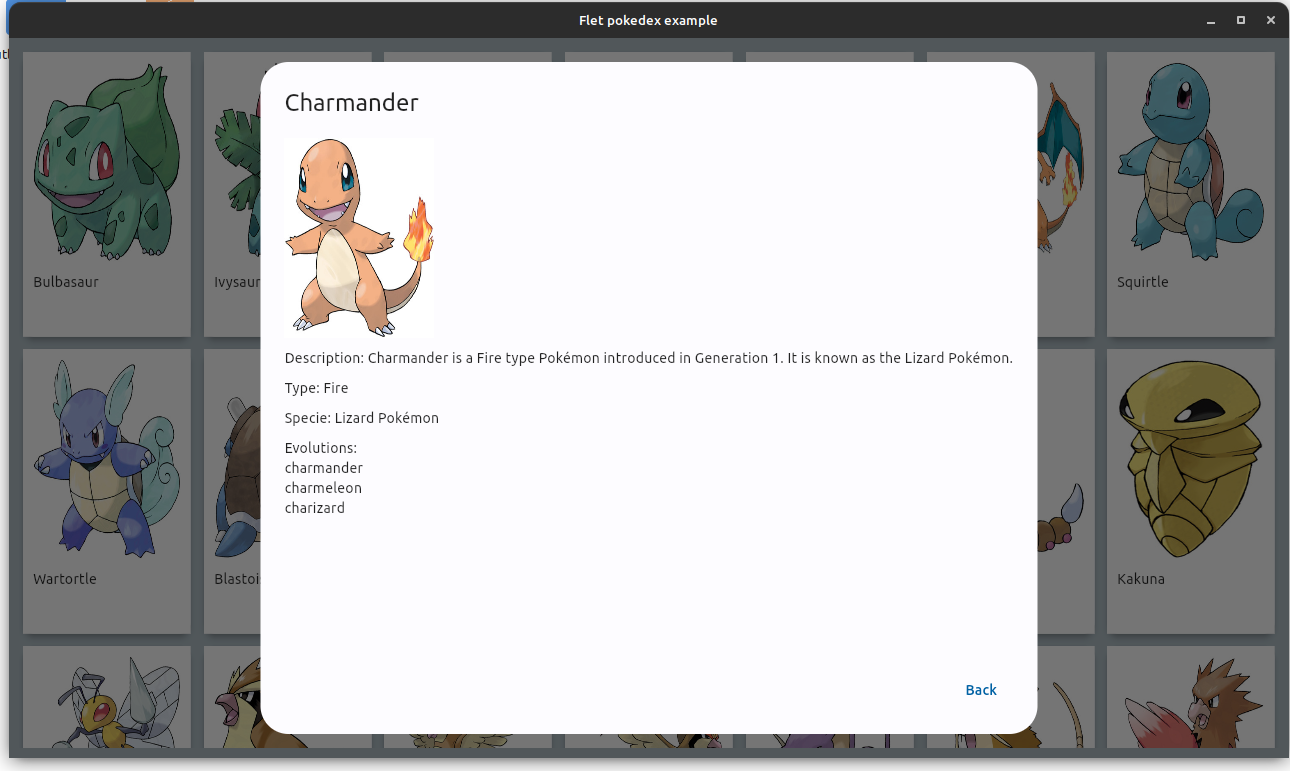 Flet pokedex example
Charmander
Bulbasaur
Ivysaur
Squirtle
Description: Charmander is a Fire type Pokémon introduced in Generation 1. It is known as the Lizard Pokémon.
Type: Fire
Specie: Lizard Pokémon
Evolutions:
charmander
charmeleon
charizard
Wartortle
Blastoi
Kakuna
Back